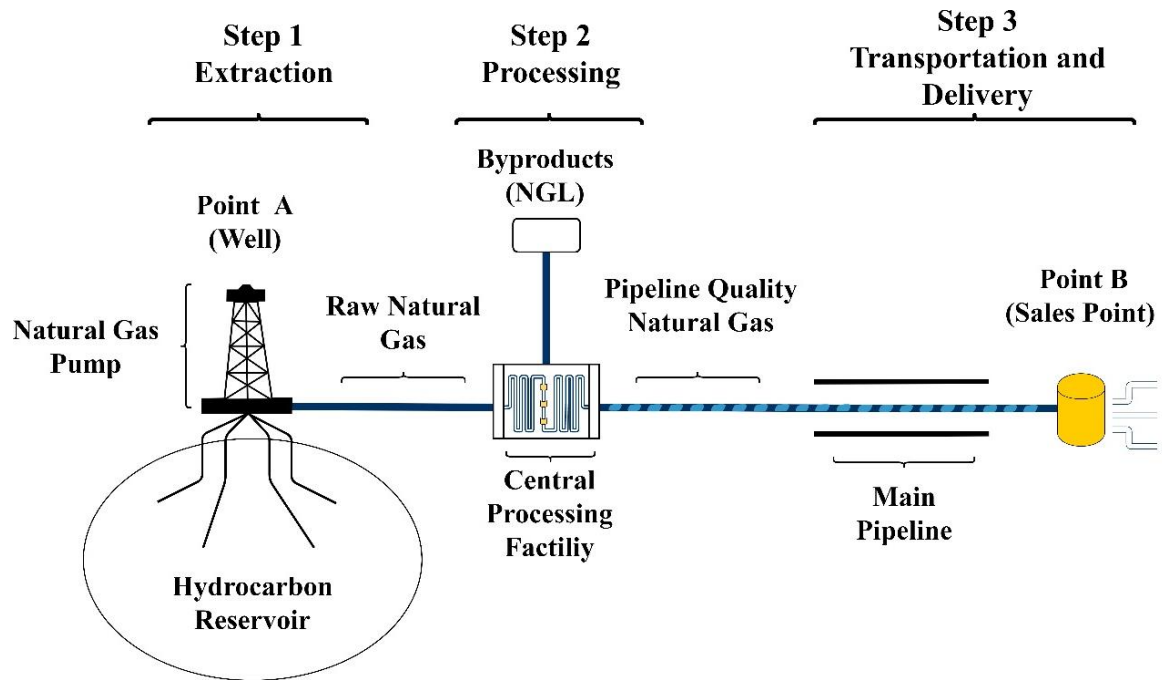 Step 1
Extraction
Step 2
Processing
Step 3
Transportation and
Delivery
Byproducts
(NGL)
Point A
(Well)
Natural Gas
Pump
Raw Natural
Gas
Pipeline Quality
Natural Gas
Point B
(Sales Point)
Central
Processing
Factiliy
Main
Pipeline
Hydrocarbon
Reservoir